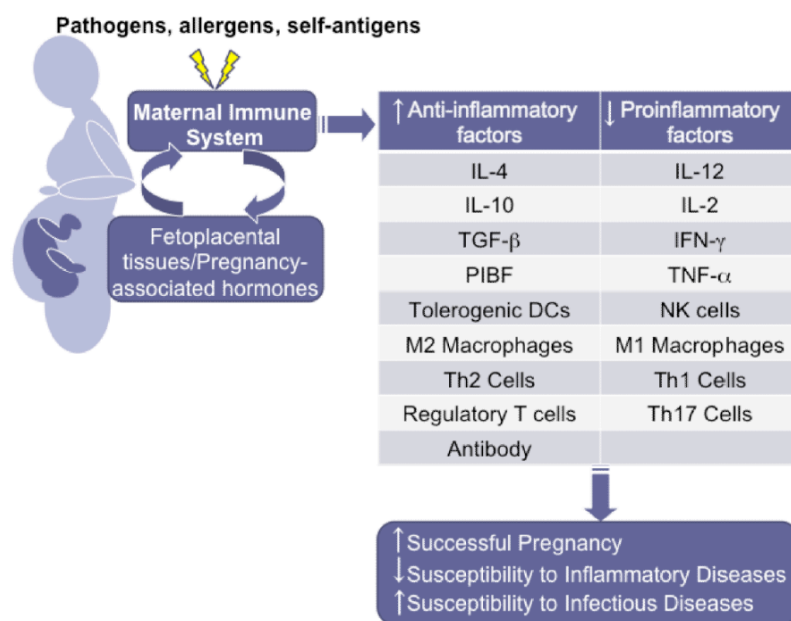 Pathogens, allergens, self-antigens
Maternal Immune
System
Fetoplacental
tissues/Pregnancy-
associated hormones
↑ Anti-inflammatory
factors
↓ Proinflammatory
factors
IL-4 IL-12
IL-10 IL-2
TGF-β IFN-γ
PIBF TNF-α
Tolerogenic DCs NK cells
M2 Macrophages M1 Macrophages
Th2 Cells Th1 Cells
Regulatory T cells Th17 Cells
Antibody
↑Successful Pregnancy
↓Susceptibility to Inflammatory Diseases
↑Susceptibility to Infectious Diseases